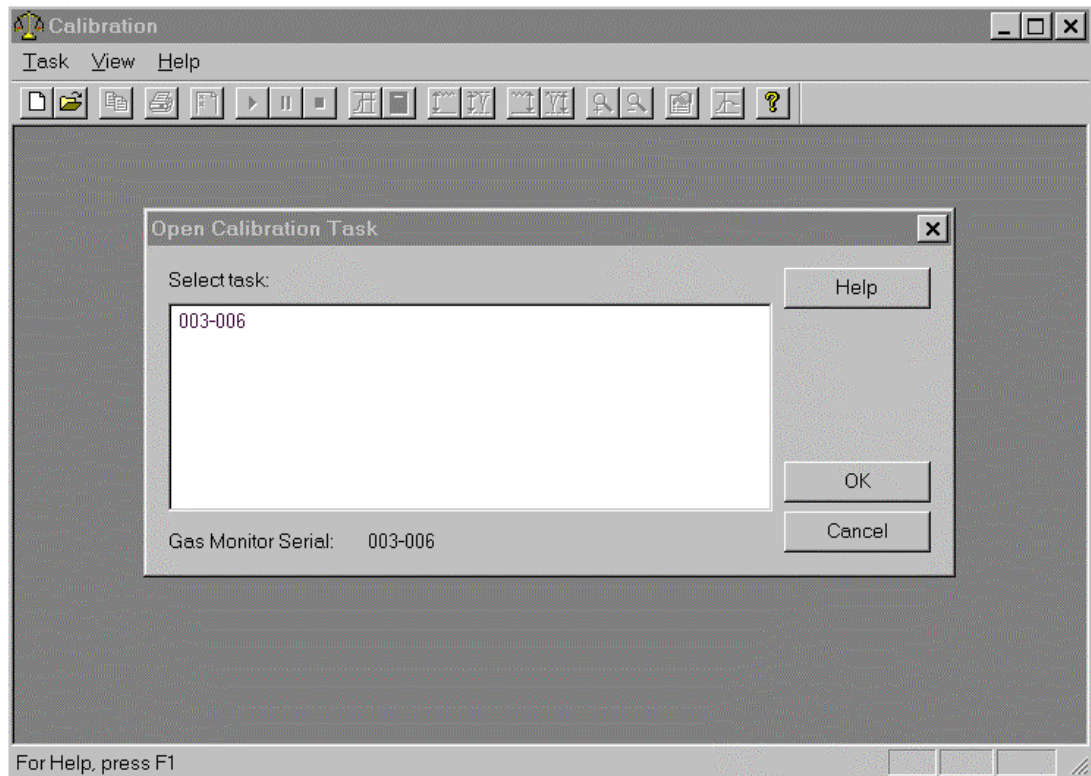 Calibration
Task View Help
Open Calibration Task
Select task:
Help
003-006
OK
Cancel
Gas Monitor Serial: 003-006
For Help, press F1